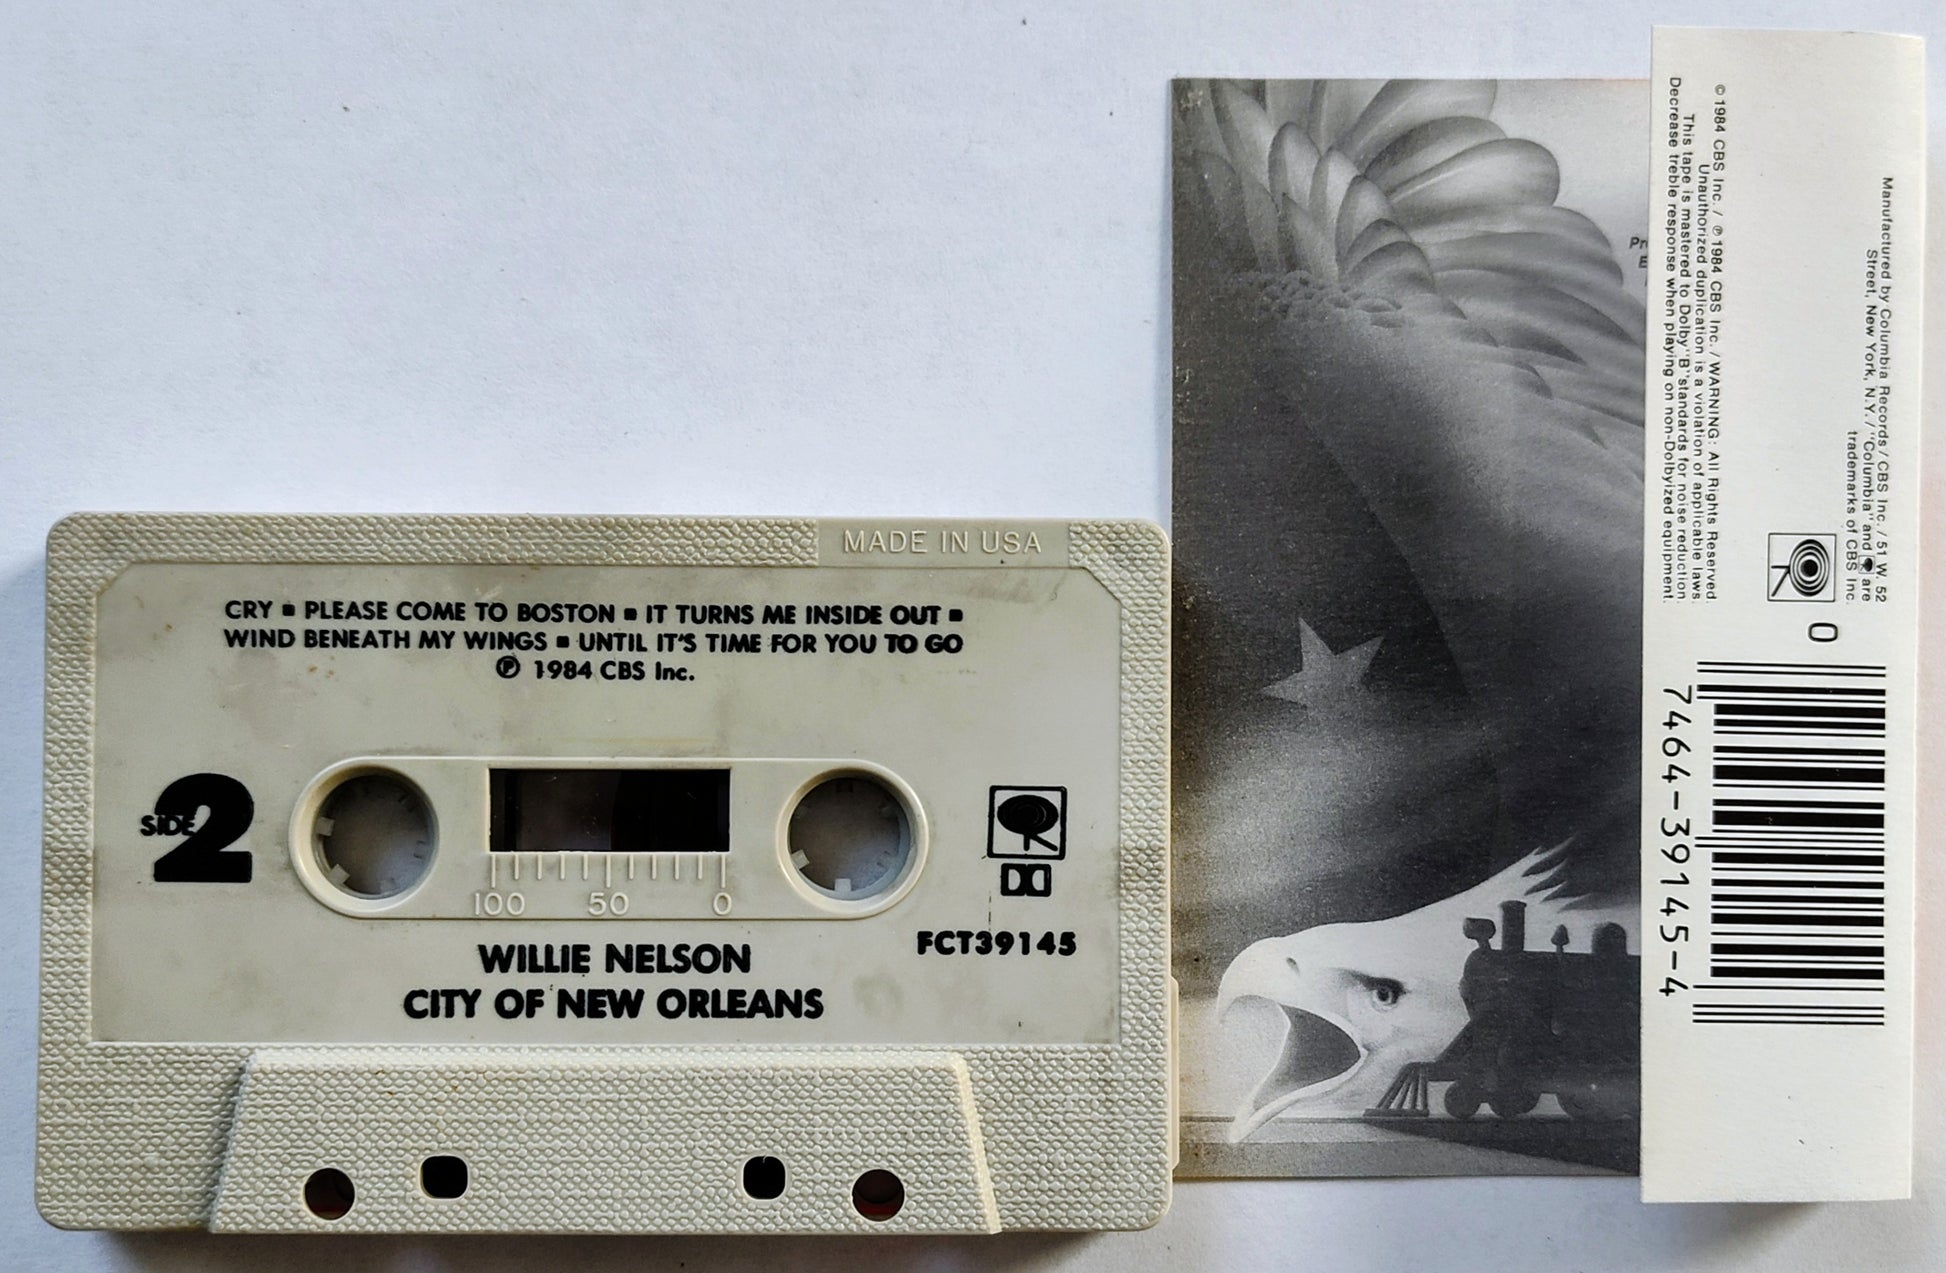 MADE IN USA
CRY ▪ PLEASE COME TO BOSTON ▪ IT TURNS ME INSIDE OUT ▪
WIND BENEATH MY WINGS ▪ UNTIL IT'S TIME FOR YOU TO GO
℗ 1984 CBS Inc.
SIDE 2
100 50 0
FCT39145
WILLIE NELSON
CITY OF NEW ORLEANS
Manufactured by Columbia Records / CBS Inc. / 51 W. 52
Street, New York, N.Y. / "Columbia" and are
trademarks of CBS Inc.
© 1984 CBS Inc. / ℗ 1984 CBS Inc. / WARNING: All Rights Reserved.
Unauthorized duplication is a violation of applicable laws.
This tape is mastered to Dolby "B" standards for noise reduction.
Decrease treble response when playing on non-Dolbyized equipment.
0
7464-39145-4